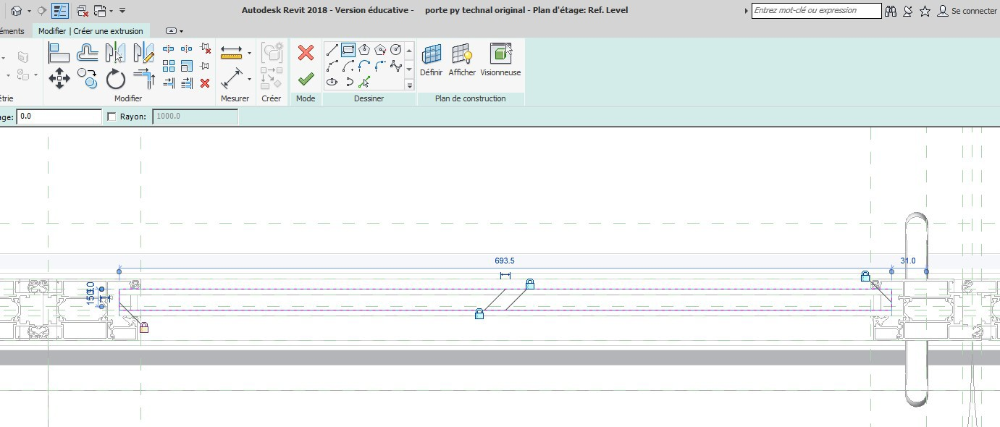 Autodesk Revit 2018 - Version éducative - porte py technal original - Plan d'étage: Ref. Level
Entrez mot-clé ou expression
Se connecter
éments
Modifier | Créer une extrusion
Définir
Afficher
Visionneuse
étrie
Modifier
Mesurer
Créer
Mode
Dessiner
Plan de construction
age:
0.0
Rayon:
1000.0
693.5
31.0